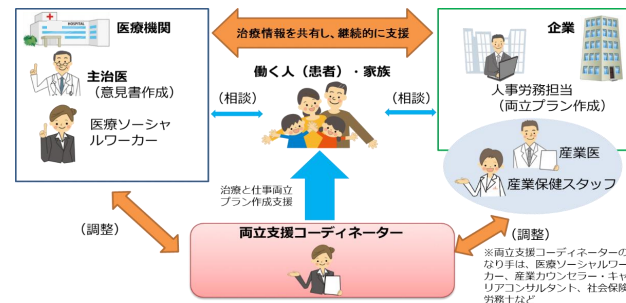 医療機関
HOSPITAL
主治医
（意見書作成）
医療ソーシャ
ルワーカー
治療情報を共有し、継続的に支援
働く人（患者）・家族
（相談）
（相談）
企業
人事労務担当
（両立プラン作成）
産業医
産業保健スタッフ
治療と仕事両立
プラン作成支援
（調整）
両立支援コーディネーター
（調整）
※両立支援コーディネーターの
なり手は、医療ソーシャルワー
カー、産業カウンセラー・キャ
リアコンサルタント、社会保険
労務士など